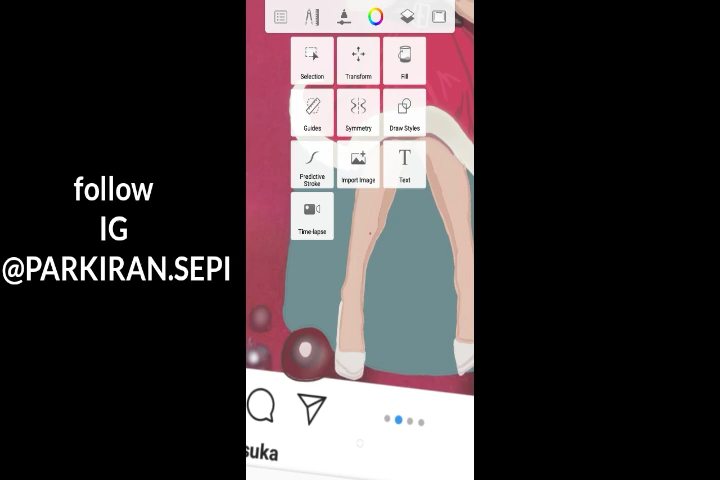 Selection
Transform
Fill
Guides
Symmetry
Draw Styles
Predictive
Stroke
Import Image
Text
Time-lapse
follow
IG
@PARKIRAN.SEPI
suka